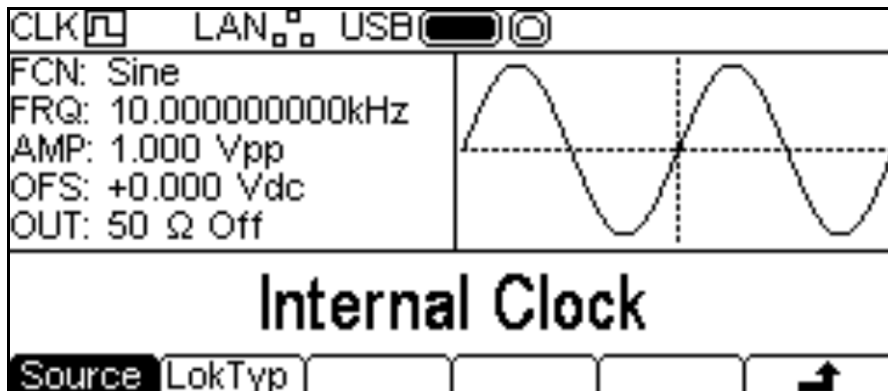 CLK LAN USB
FCN: Sine
FRQ: 10.000000000kHz
AMP: 1.000 Vpp
OFS: +0.000 Vdc
OUT: 50 Ω Off
Internal Clock
Source LokTyp